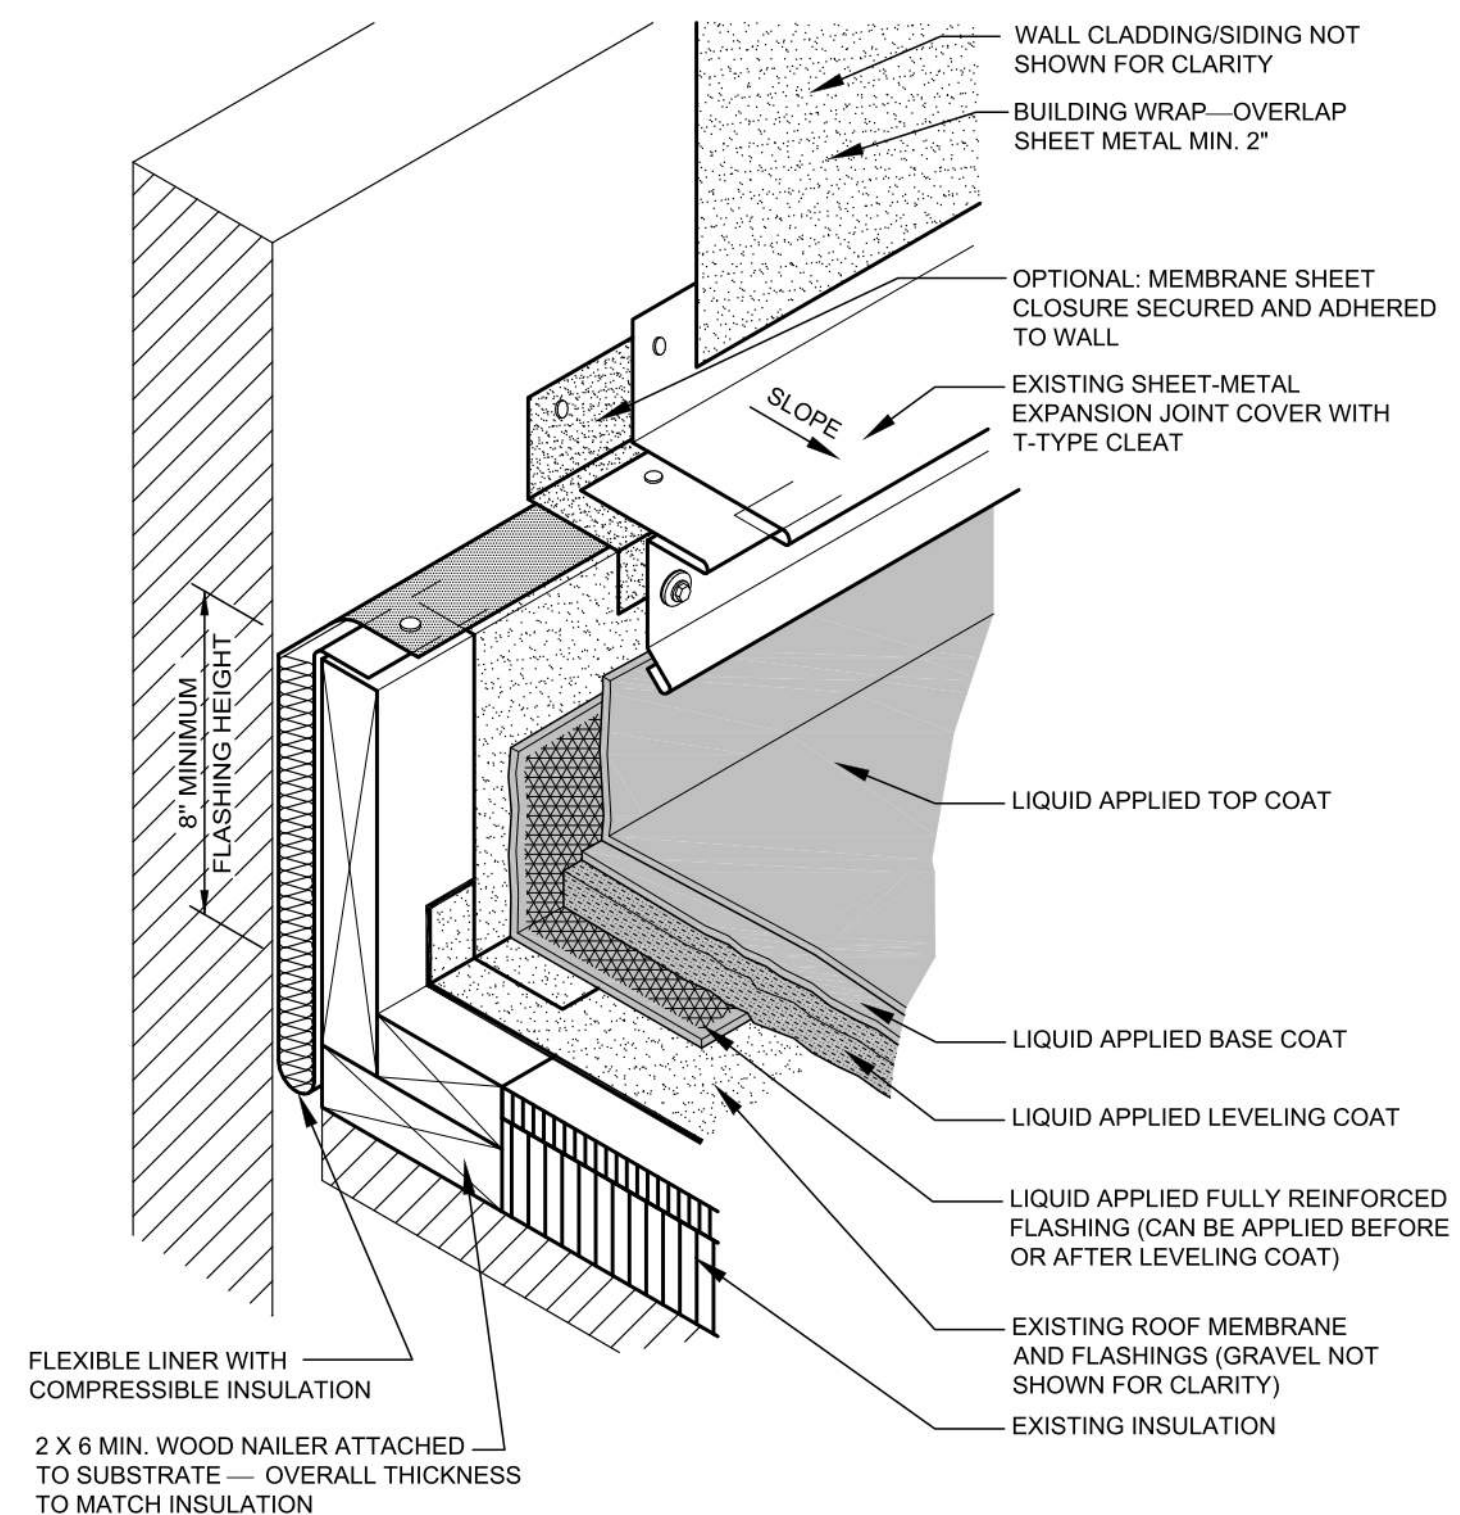 WALL CLADDING/SIDING NOT
SHOWN FOR CLARITY
BUILDING WRAP—OVERLAP
SHEET METAL MIN. 2"
OPTIONAL: MEMBRANE SHEET
CLOSURE SECURED AND ADHERED
TO WALL
EXISTING SHEET-METAL
EXPANSION JOINT COVER WITH
T-TYPE CLEAT
SLOPE
8" MINIMUM
FLASHING HEIGHT
LIQUID APPLIED TOP COAT
LIQUID APPLIED BASE COAT
LIQUID APPLIED LEVELING COAT
LIQUID APPLIED FULLY REINFORCED
FLASHING (CAN BE APPLIED BEFORE
OR AFTER LEVELING COAT)
EXISTING ROOF MEMBRANE
AND FLASHINGS (GRAVEL NOT
SHOWN FOR CLARITY)
EXISTING INSULATION
FLEXIBLE LINER WITH
COMPRESSIBLE INSULATION
2 X 6 MIN. WOOD NAILER ATTACHED
TO SUBSTRATE — OVERALL THICKNESS
TO MATCH INSULATION